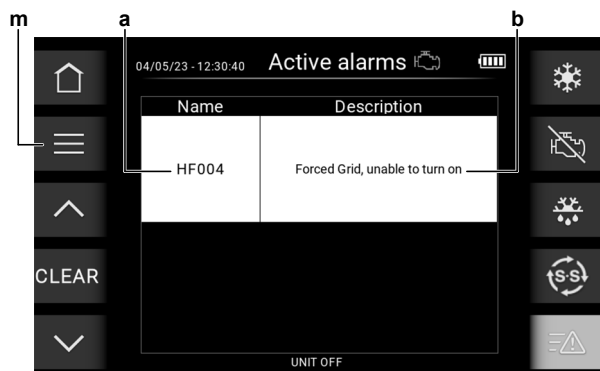 m a b
04/05/23 - 12:30:40 Active alarms
Name Description
HF004 Forced Grid, unable to turn on
CLEAR
S·S
UNIT OFF